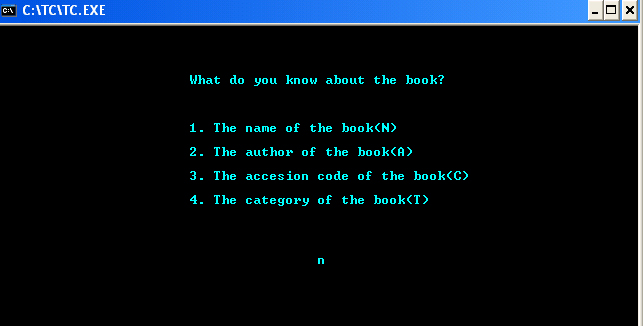 C:\TC\TC.EXE
What do you know about the book?
1. The name of the book(N)
2. The author of the book(A)
3. The accesion code of the book(C)
4. The category of the book(T)
n